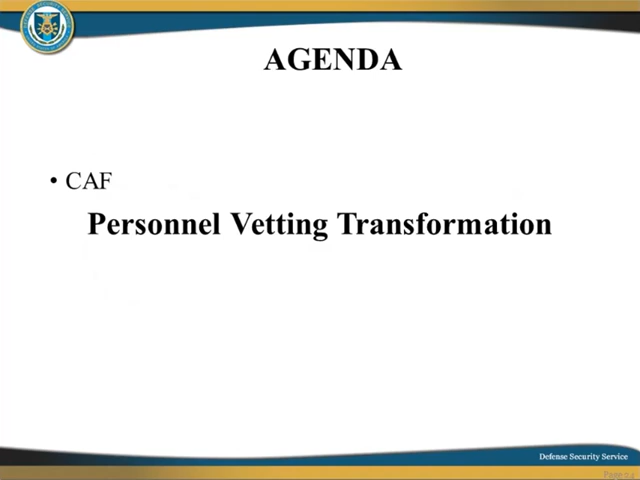 AGENDA
• CAF
Personnel Vetting Transformation
Defense Security Service